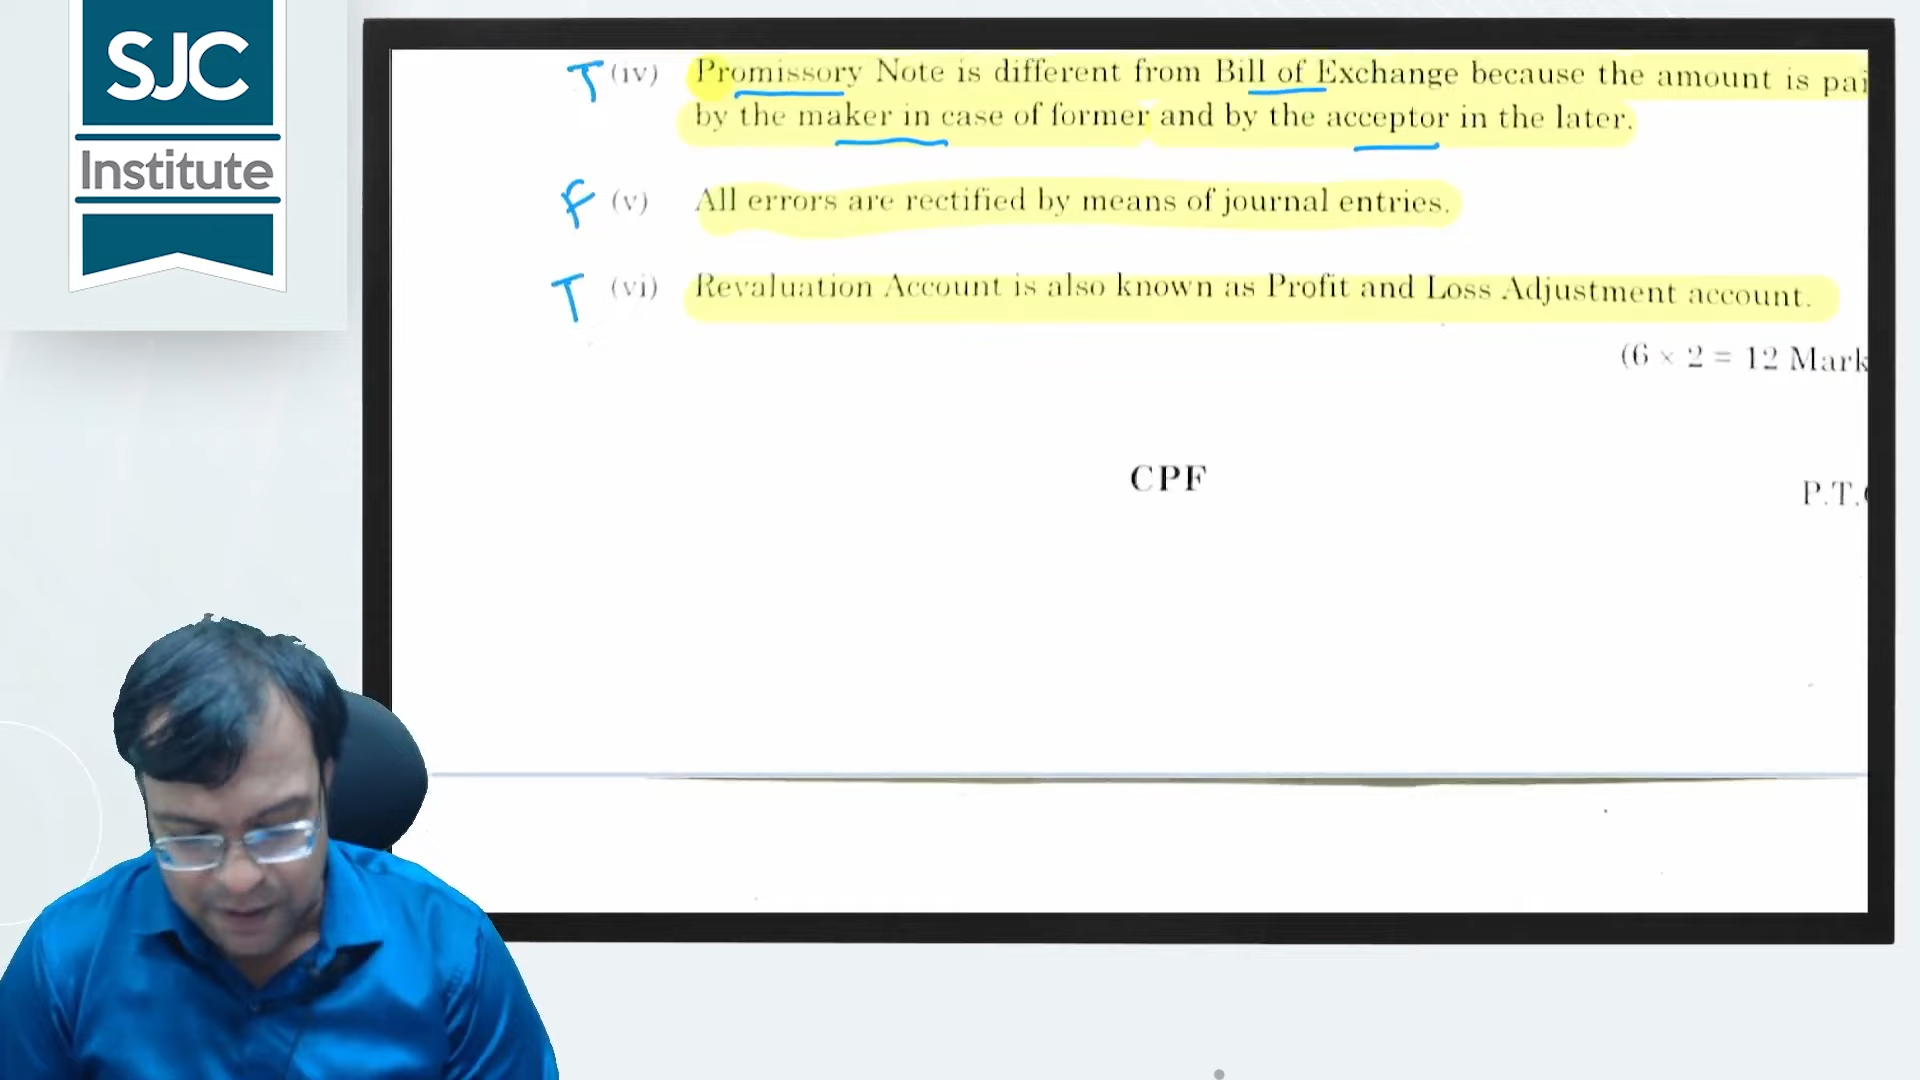 SJC
Institute
T (iv) Promissory Note is different from Bill of Exchange because the amount is pai
by the maker in case of former and by the acceptor in the later.
F (v) All errors are rectified by means of journal entries.
T (vi) Revaluation Account is also known as Profit and Loss Adjustment account.
(6 × 2 = 12 Mark
CPF
P.T.